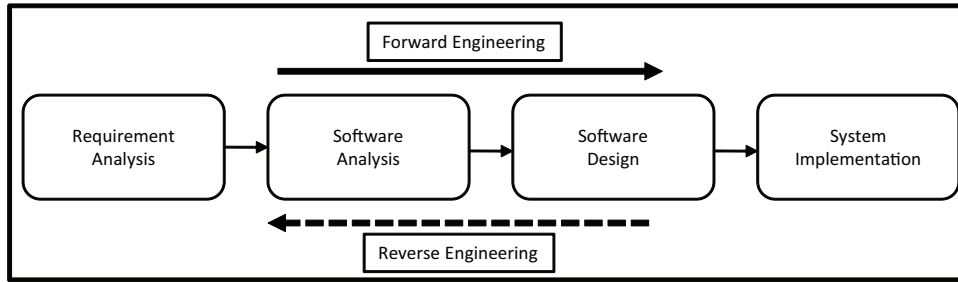 Forward Engineering
Requirement
Analysis
Software
Analysis
Software
Design
System
Implementation
Reverse Engineering